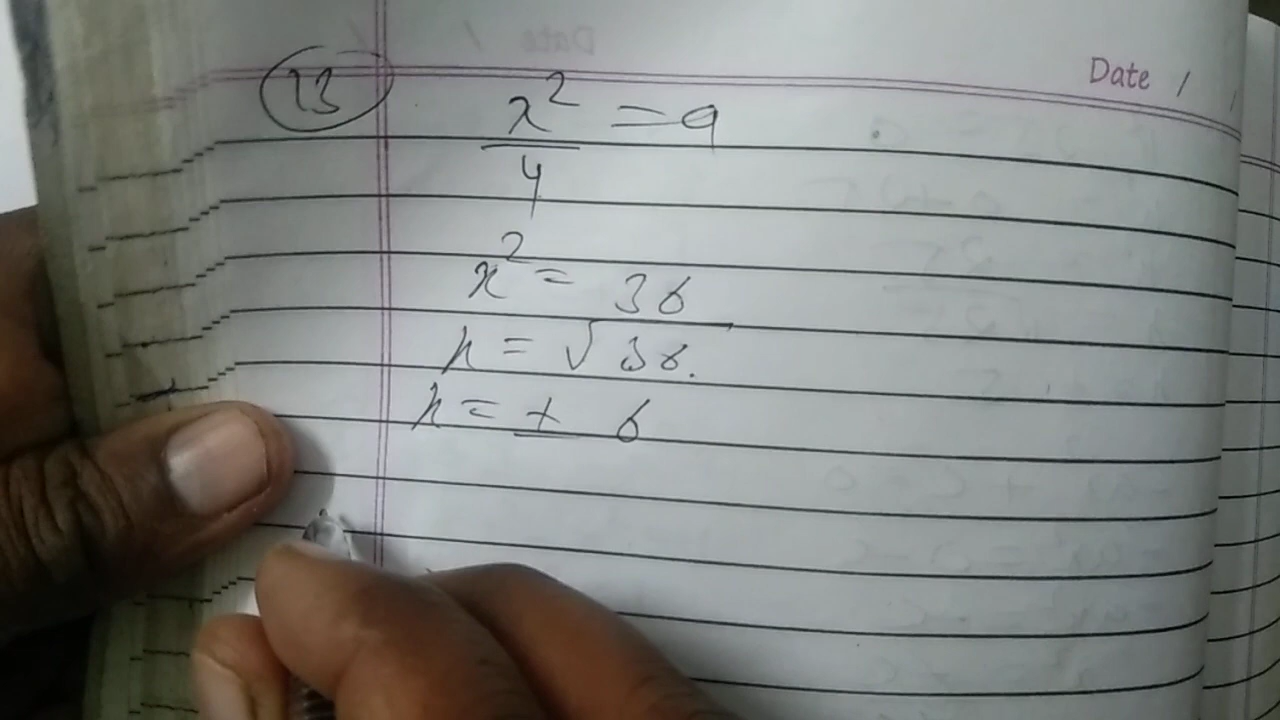 Date /
13 x² = 9
4
x² = 36
x = √36.
x = ± 6